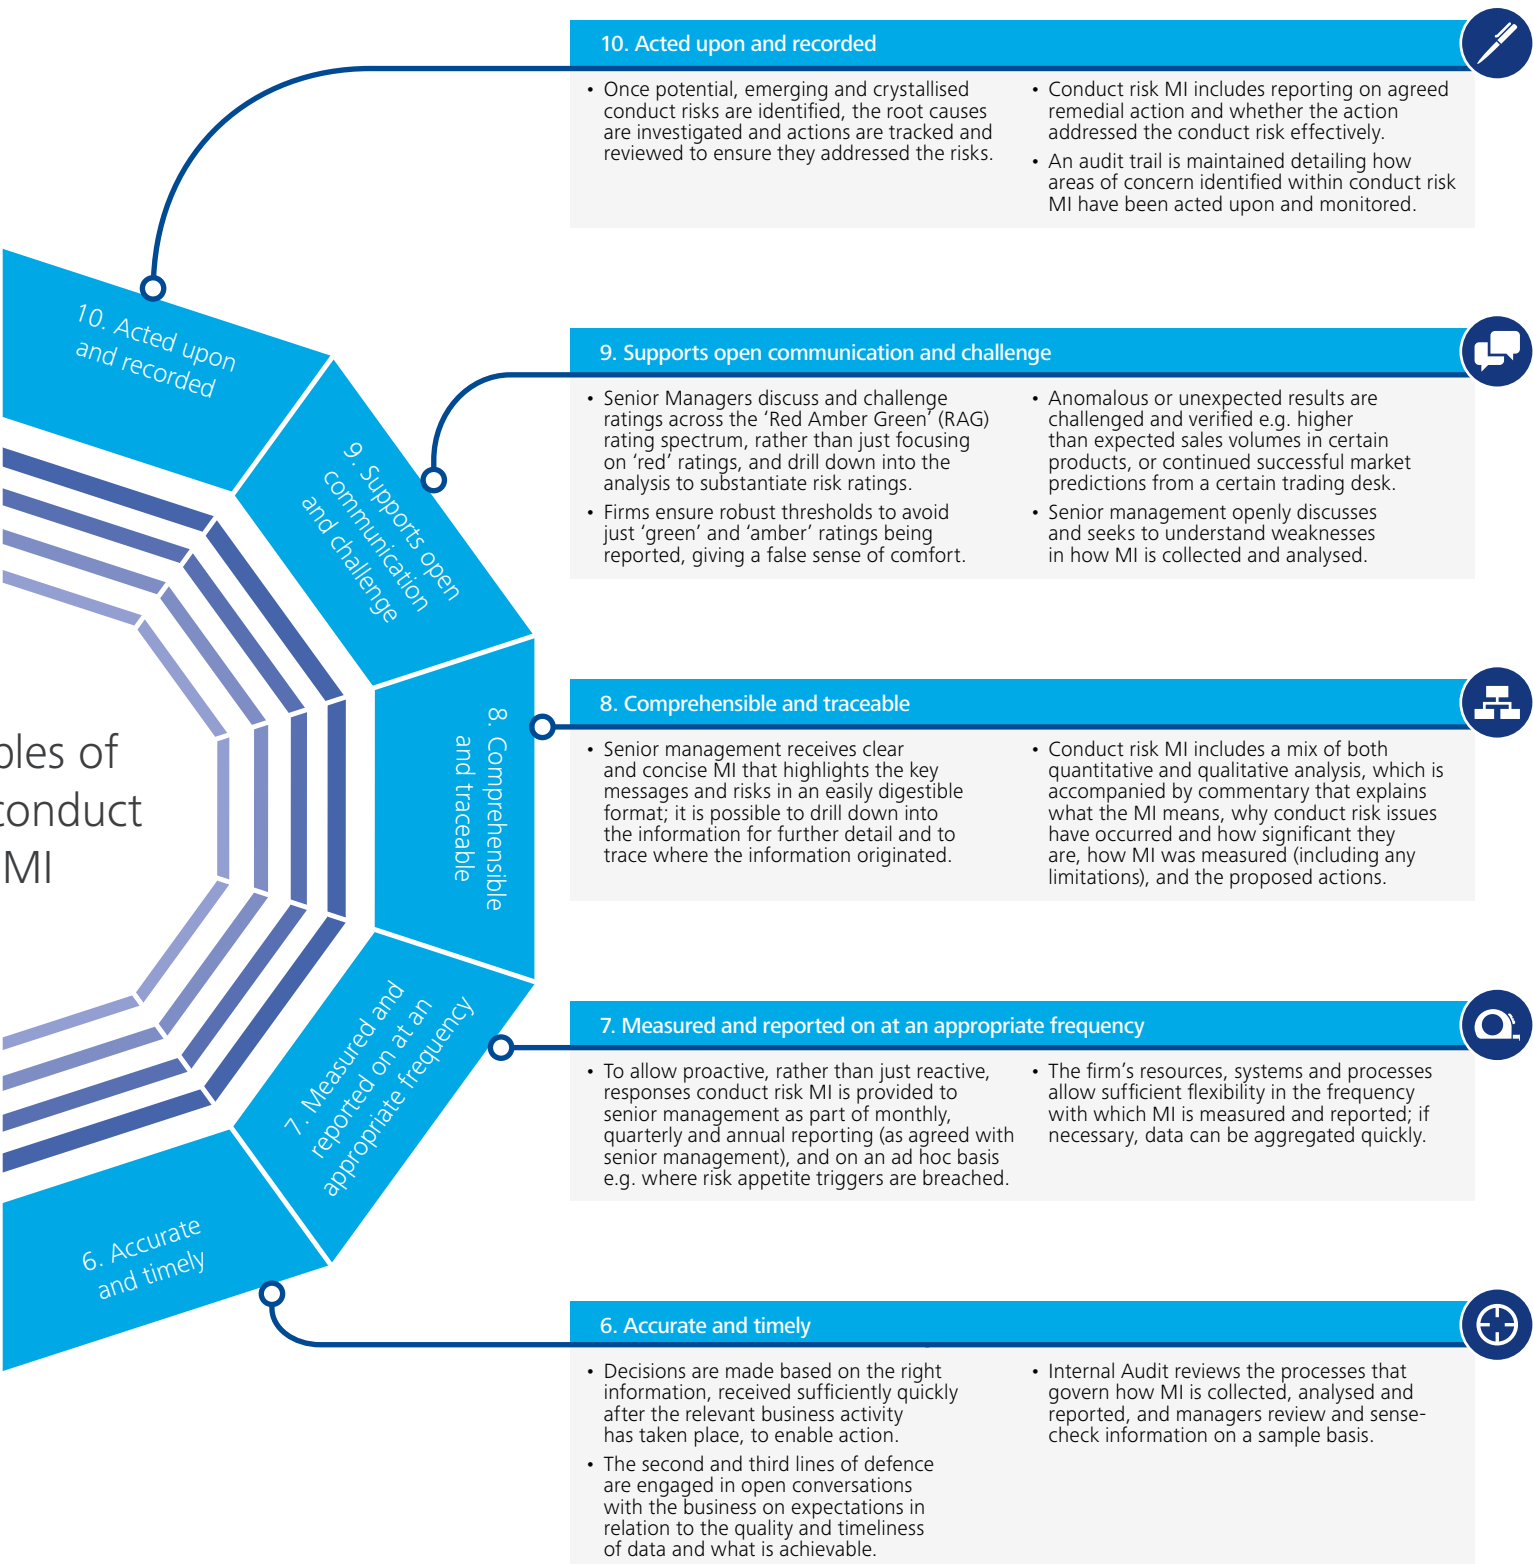 10. Acted upon and recorded
• Once potential, emerging and crystallised
conduct risks are identified, the root causes
are investigated and actions are tracked and
reviewed to ensure they addressed the risks.
• Conduct risk MI includes reporting on agreed
remedial action and whether the action
addressed the conduct risk effectively.
• An audit trail is maintained detailing how
areas of concern identified within conduct risk
MI have been acted upon and monitored.
10. Acted upon
and recorded
9. Supports open communication and challenge
• Senior Managers discuss and challenge
ratings across the ‘Red Amber Green’ (RAG)
rating spectrum, rather than just focusing
on ‘red’ ratings, and drill down into the
analysis to substantiate risk ratings.
• Firms ensure robust thresholds to avoid
just ‘green’ and ‘amber’ ratings being
reported, giving a false sense of comfort.
• Anomalous or unexpected results are
challenged and verified e.g. higher
than expected sales volumes in certain
products, or continued successful market
predictions from a certain trading desk.
• Senior management openly discusses
and seeks to understand weaknesses
in how MI is collected and analysed.
9. Supports open
communication
and challenge
8. Comprehensible and traceable
• Senior management receives clear
and concise MI that highlights the key
messages and risks in an easily digestible
format; it is possible to drill down into
the information for further detail and to
trace where the information originated.
• Conduct risk MI includes a mix of both
quantitative and qualitative analysis, which is
accompanied by commentary that explains
what the MI means, why conduct risk issues
have occurred and how significant they
are, how MI was measured (including any
limitations), and the proposed actions.
8. Comprehensible
and traceable
ples of
conduct
MI
7. Measured and reported on at an appropriate frequency
• To allow proactive, rather than just reactive,
responses conduct risk MI is provided to
senior management as part of monthly,
quarterly and annual reporting (as agreed with
senior management), and on an ad hoc basis
e.g. where risk appetite triggers are breached.
• The firm’s resources, systems and processes
allow sufficient flexibility in the frequency
with which MI is measured and reported; if
necessary, data can be aggregated quickly.
7. Measured and
reported on at an
appropriate frequency
6. Accurate
and timely
6. Accurate and timely
• Decisions are made based on the right
information, received sufficiently quickly
after the relevant business activity
has taken place, to enable action.
• The second and third lines of defence
are engaged in open conversations
with the business on expectations in
relation to the quality and timeliness
of data and what is achievable.
• Internal Audit reviews the processes that
govern how MI is collected, analysed and
reported, and managers review and sense-
check information on a sample basis.